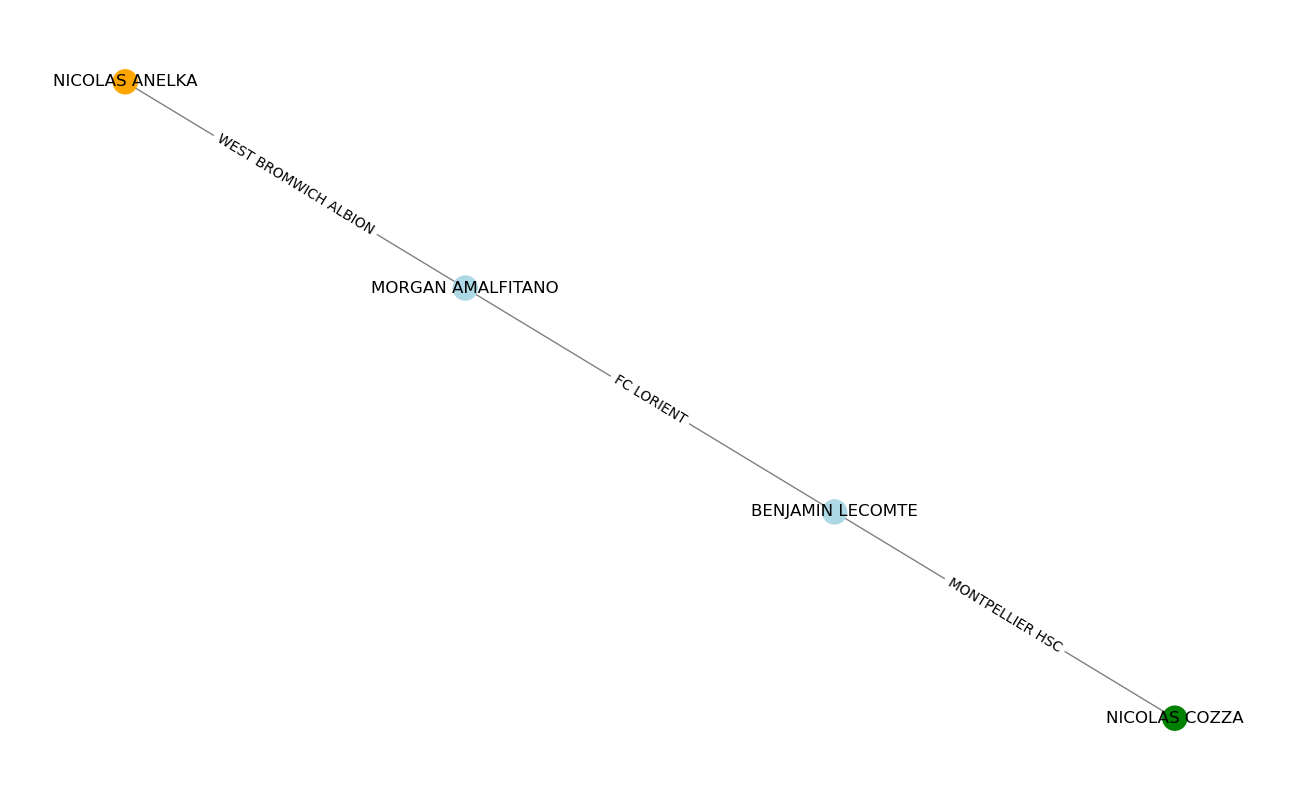 NICOLAS ANELKA
WEST BROMWICH ALBION
MORGAN AMALFITANO
FC LORIENT
BENJAMIN LECOMTE
MONTPELLIER HSC
NICOLAS COZZA